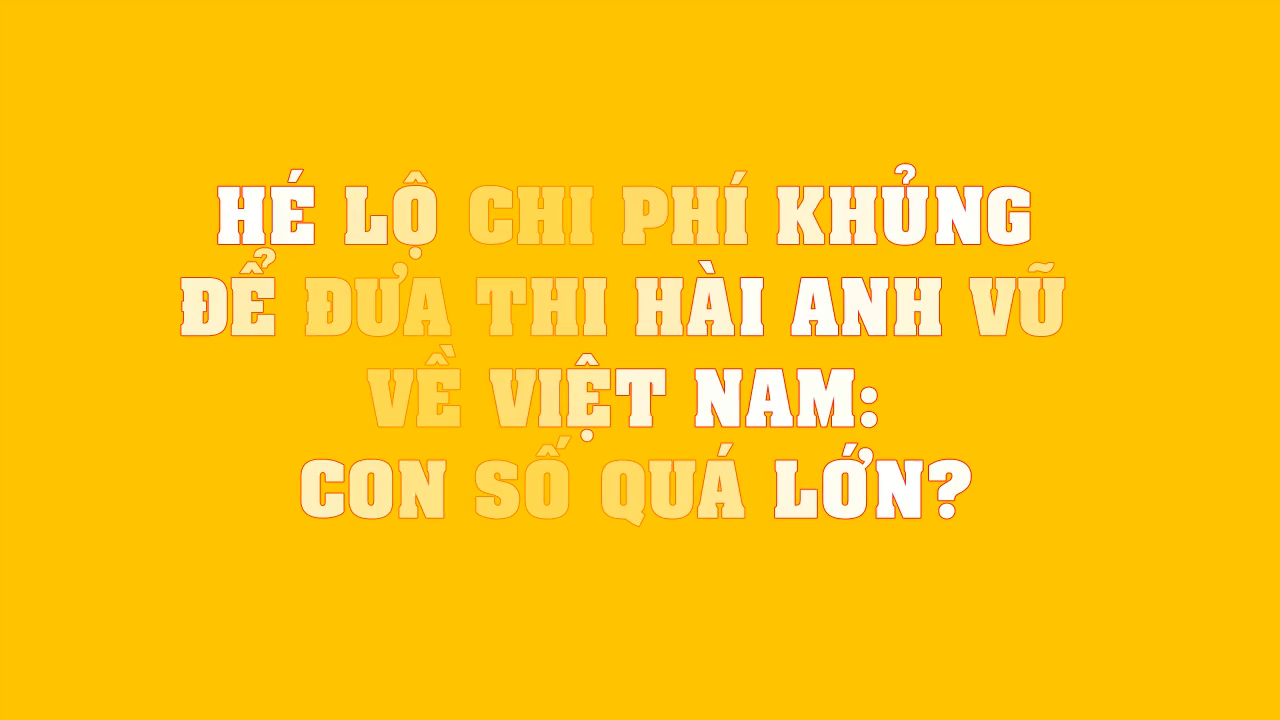 HÉ LỘ CHI PHÍ KHỦNG
ĐỂ ĐƯA THI HÀI ANH VŨ
VỀ VIỆT NAM:
CON SỐ QUÁ LỚN?